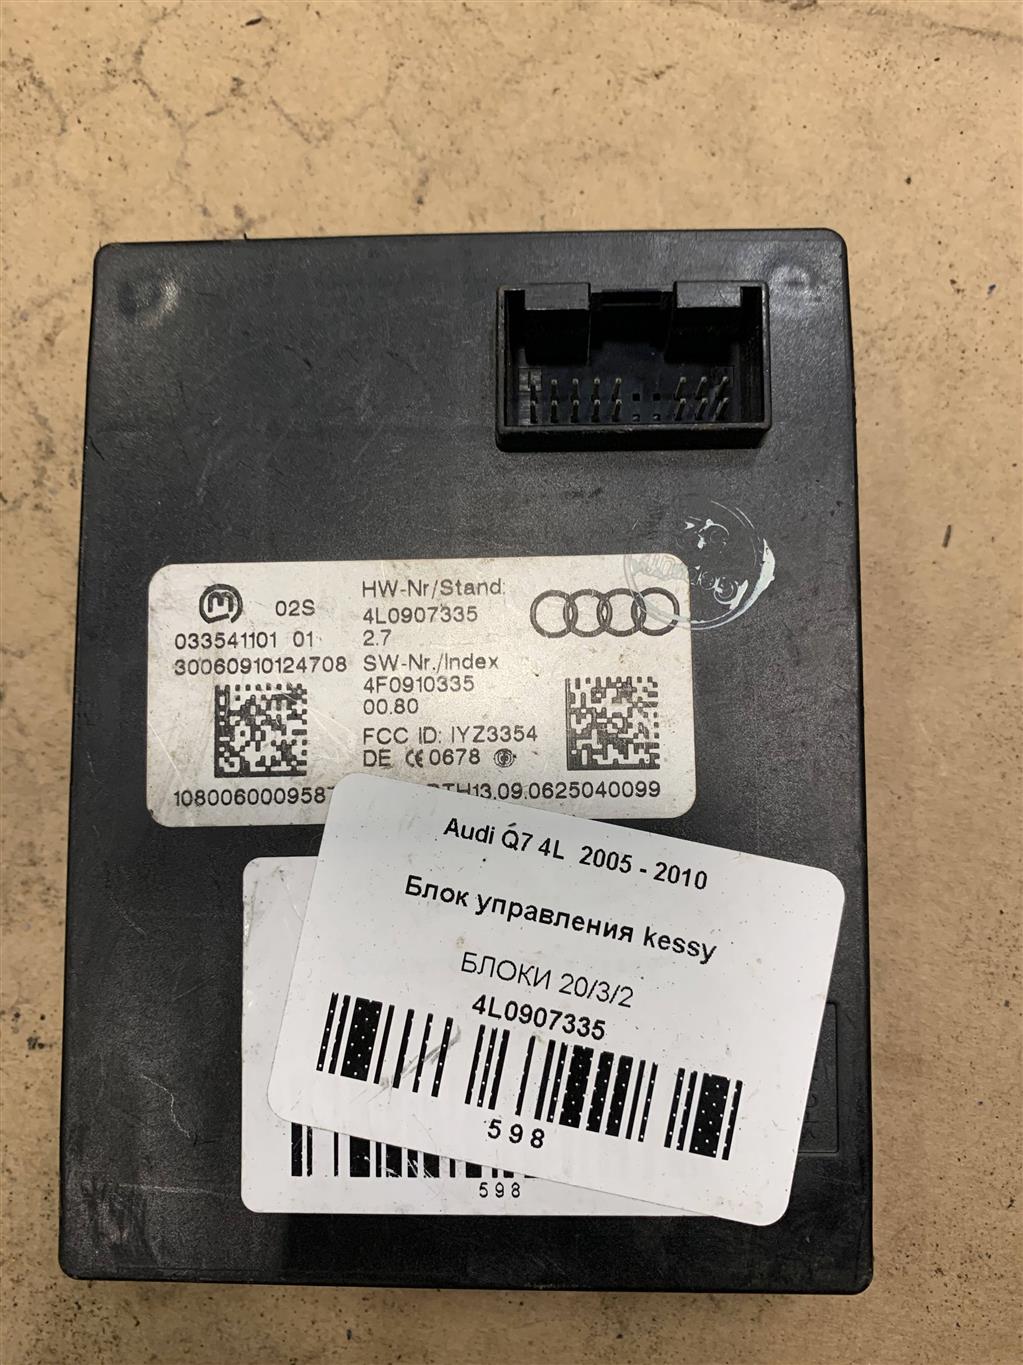 02S
033541101 01
30060910124708
HW-Nr/Stand:
4L0907335
2.7
SW-Nr./Index
4F0910335
00.80
FCC ID: IYZ3354
DE CE 0678
13.09.0625040099
Audi Q7 4L 2005 - 2010
Блок управления kessy
БЛОКИ 20/3/2
4L0907335
598
598